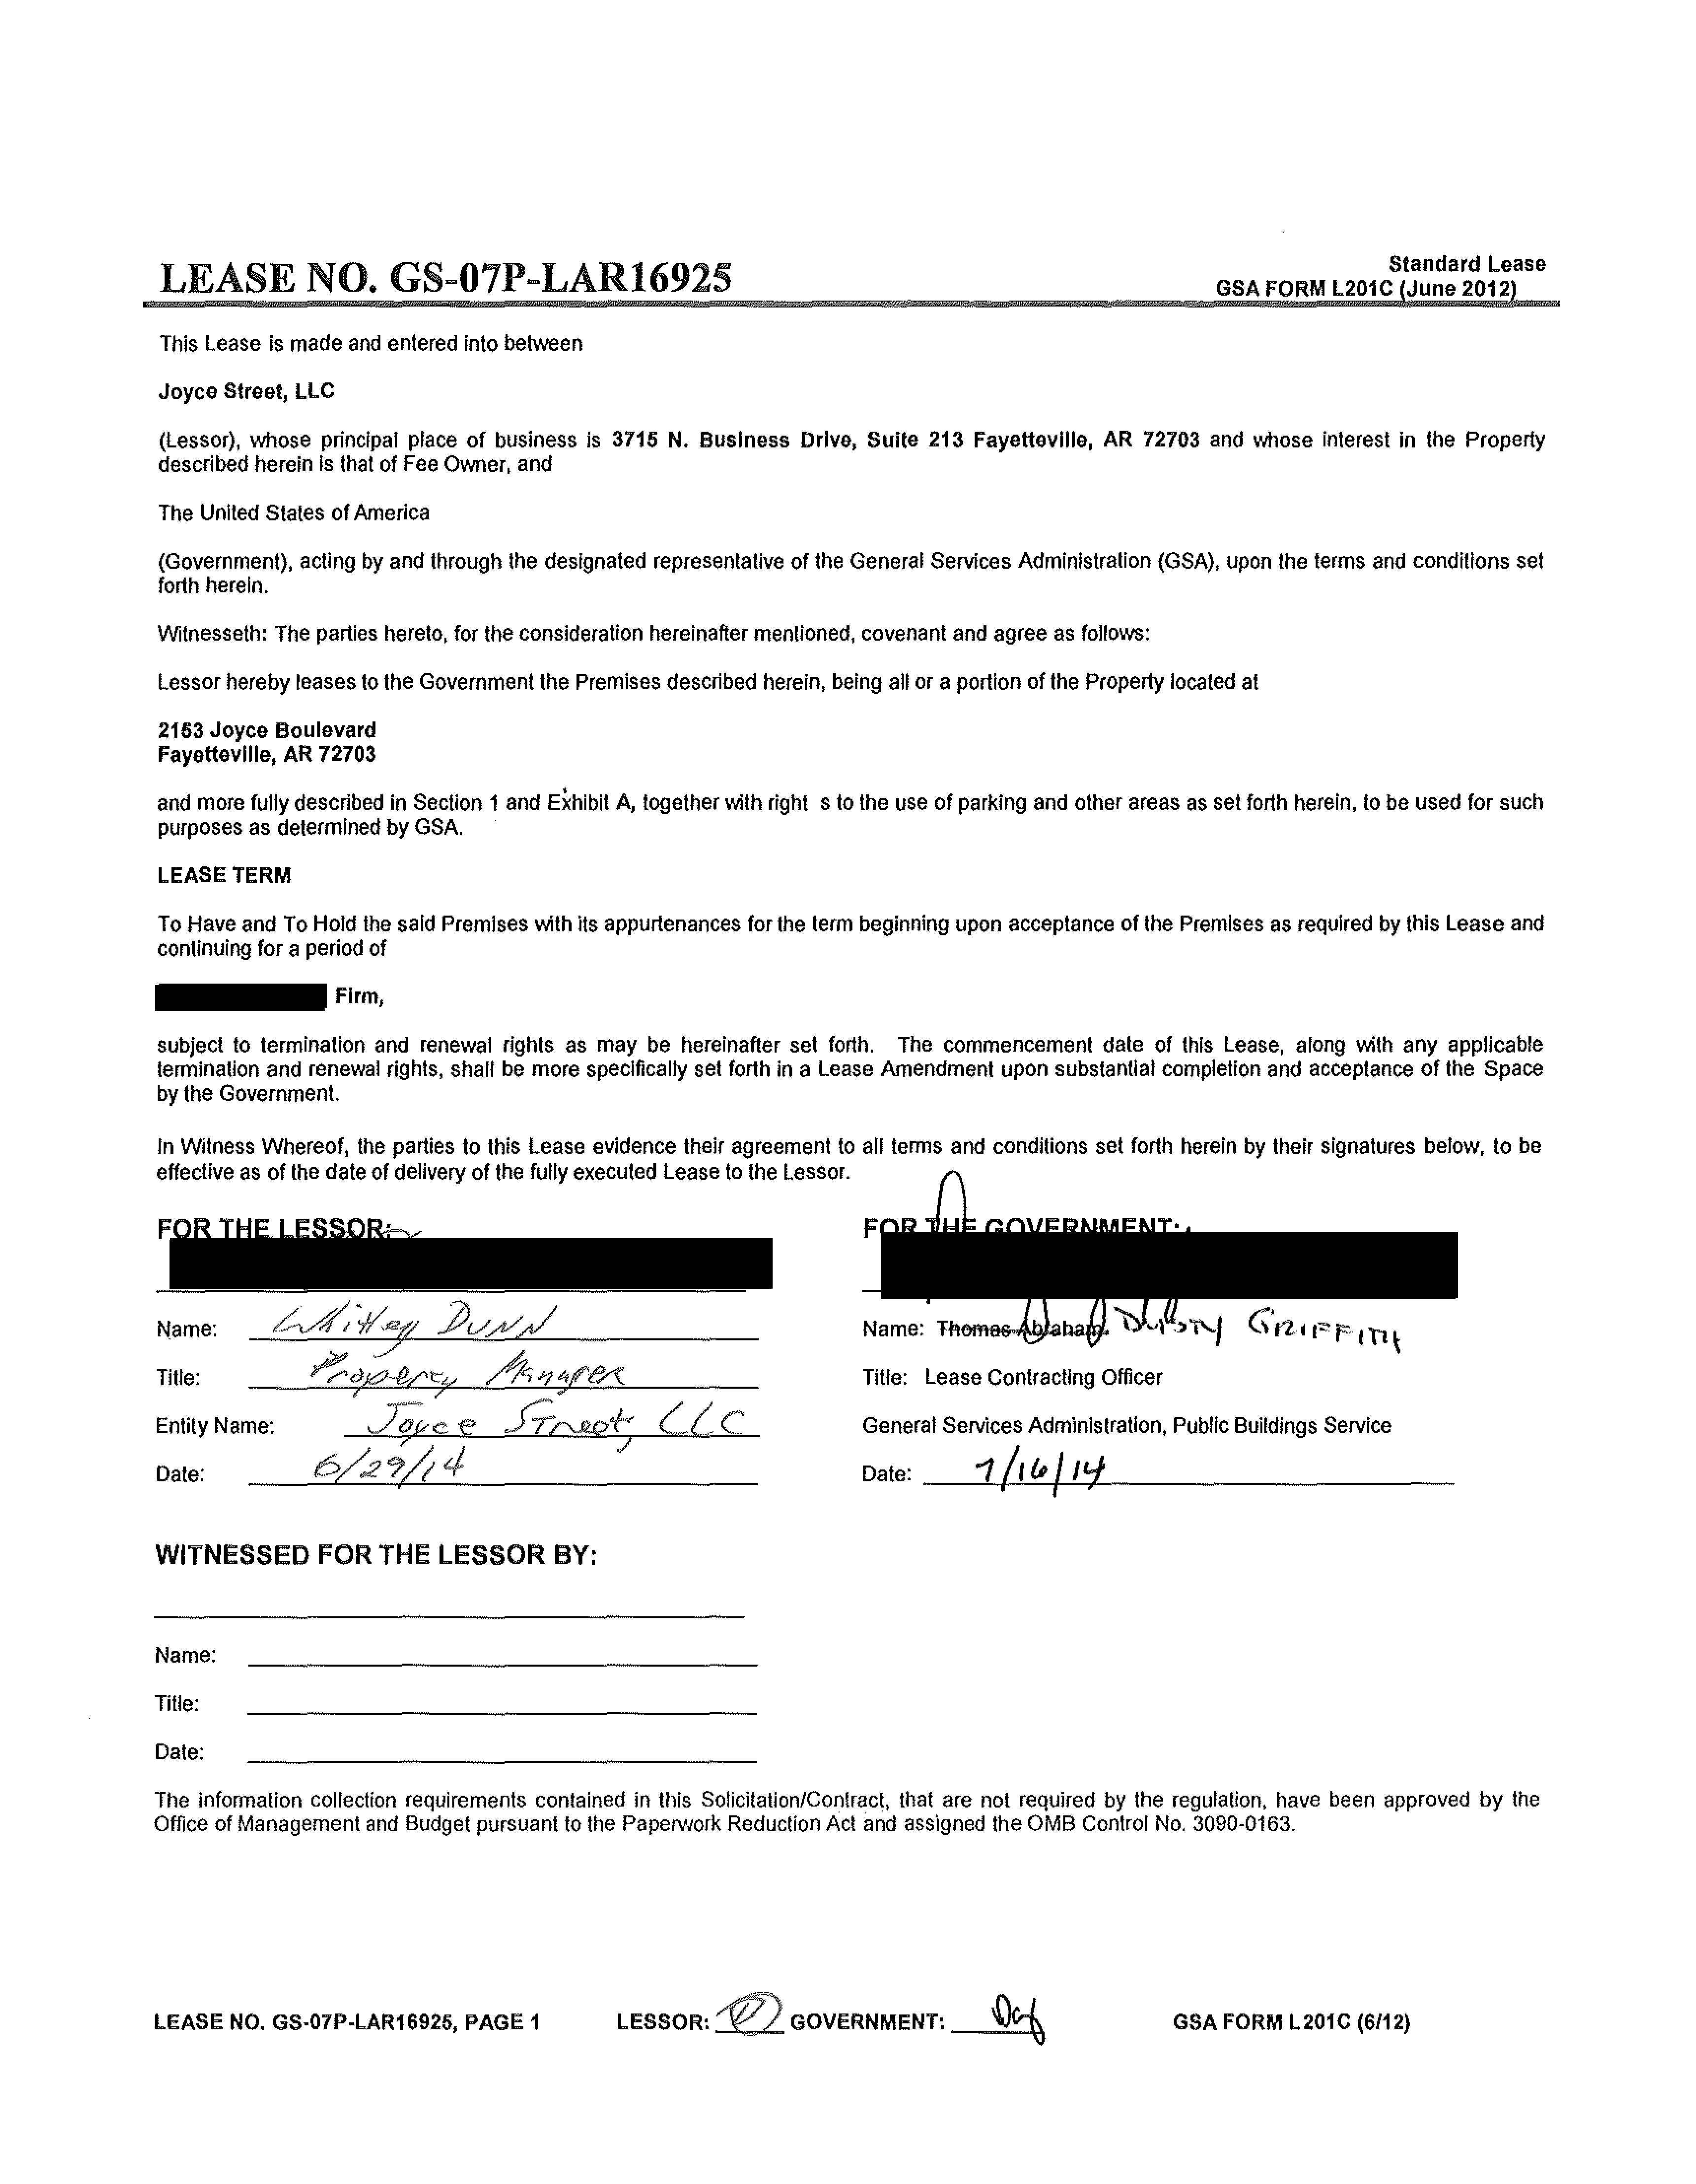 LEASE NO. GS-07P-LAR16925
Standard Lease
GSA FORM L201C (June 2012)
This Lease is made and entered into between
Joyce Street, LLC
(Lessor), whose principal place of business is 3715 N. Business Drive, Suite 213 Fayetteville, AR 72703 and whose interest in the Property
described herein is that of Fee Owner, and
The United States of America
(Government), acting by and through the designated representative of the General Services Administration (GSA), upon the terms and conditions set
forth herein.
Witnesseth: The parties hereto, for the consideration hereinafter mentioned, covenant and agree as follows:
Lessor hereby leases to the Government the Premises described herein, being all or a portion of the Property located at
2153 Joyce Boulevard
Fayetteville, AR 72703
and more fully described in Section 1 and Exhibit A, together with right s to the use of parking and other areas as set forth herein, to be used for such
purposes as determined by GSA.
LEASE TERM
To Have and To Hold the said Premises with its appurtenances for the term beginning upon acceptance of the Premises as required by this Lease and
continuing for a period of
Firm,
subject to termination and renewal rights as may be hereinafter set forth. The commencement date of this Lease, along with any applicable
termination and renewal rights, shall be more specifically set forth in a Lease Amendment upon substantial completion and acceptance of the Space
by the Government.
In Witness Whereof, the parties to this Lease evidence their agreement to all terms and conditions set forth herein by their signatures below, to be
effective as of the date of delivery of the fully executed Lease to the Lessor.
FOR THE LESSOR:
Name: Whitley Dunn
Title: Property Manager
Entity Name: Joyce Street, LLC
Date: 6/29/14
FOR THE GOVERNMENT:
Name: Thomas Abraham GRIFFITH
Title: Lease Contracting Officer
General Services Administration, Public Buildings Service
Date: 7/16/14
WITNESSED FOR THE LESSOR BY:
Name:
Title:
Date:
The information collection requirements contained in this Solicitation/Contract, that are not required by the regulation, have been approved by the
Office of Management and Budget pursuant to the Paperwork Reduction Act and assigned the OMB Control No. 3090-0163.
LEASE NO. GS-07P-LAR16925, PAGE 1 LESSOR: GOVERNMENT: GSA FORM L201C (6/12)